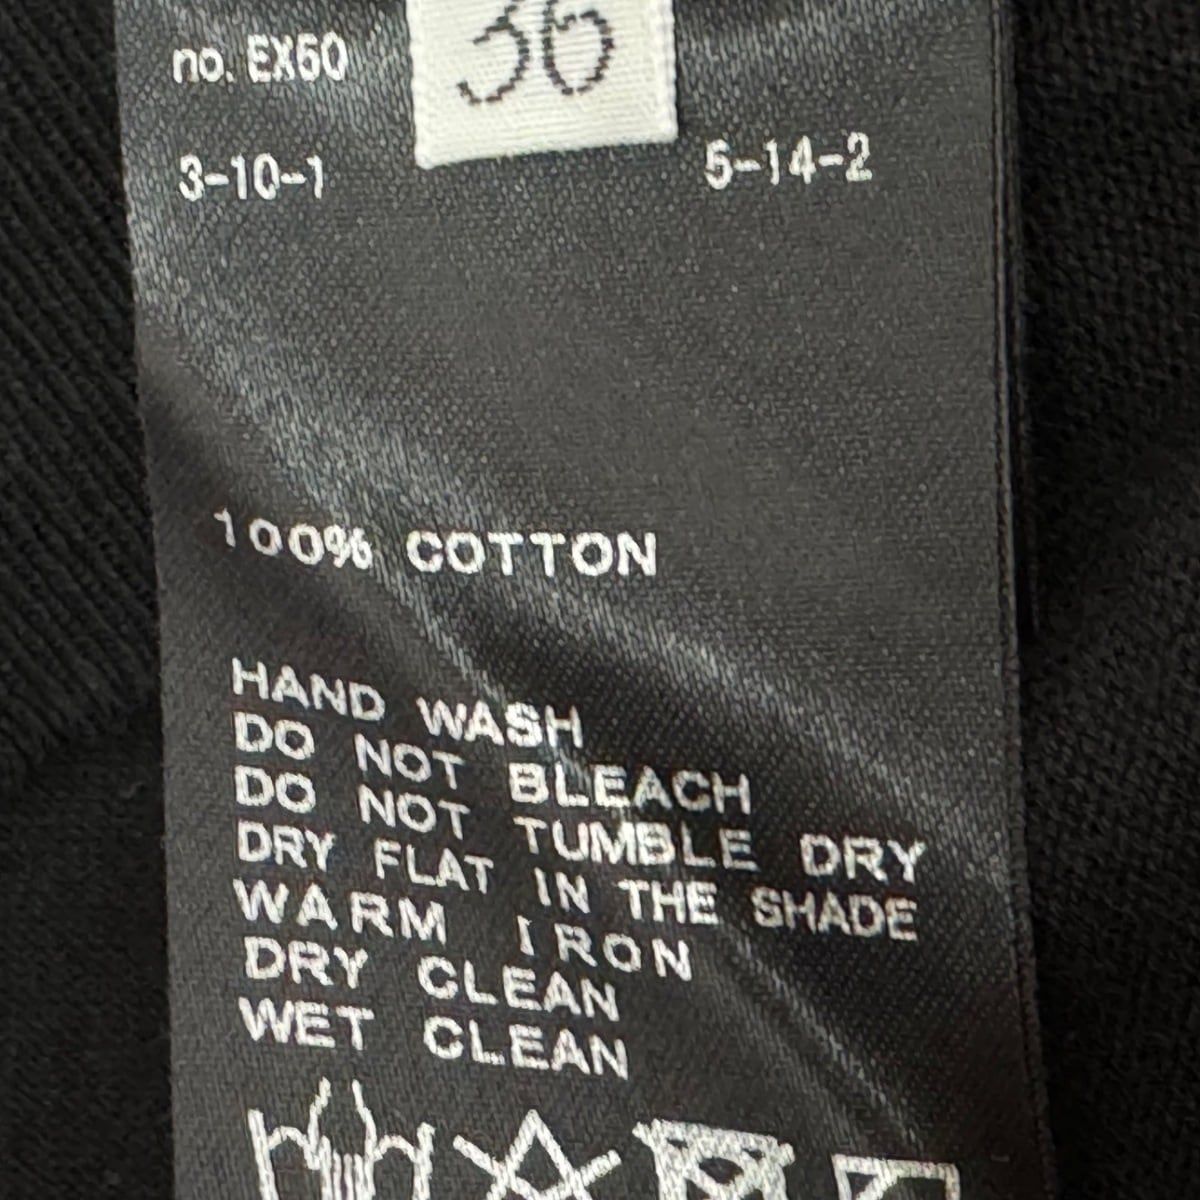 36
no. EX60
3-10-1
5-14-2
100% COTTON
HAND WASH
DO NOT BLEACH
DO NOT TUMBLE DRY
DRY FLAT IN THE SHADE
WARM IRON
DRY CLEAN
WET CLEAN